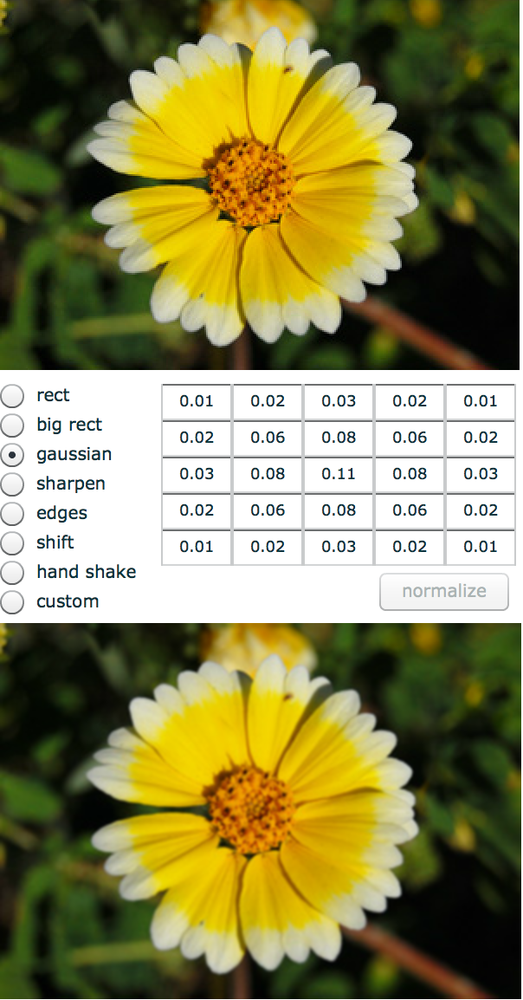 rect
big rect
gaussian
sharpen
edges
shift
hand shake
custom
0.01 0.02 0.03 0.02 0.01
0.02 0.06 0.08 0.06 0.02
0.03 0.08 0.11 0.08 0.03
0.02 0.06 0.08 0.06 0.02
0.01 0.02 0.03 0.02 0.01
normalize